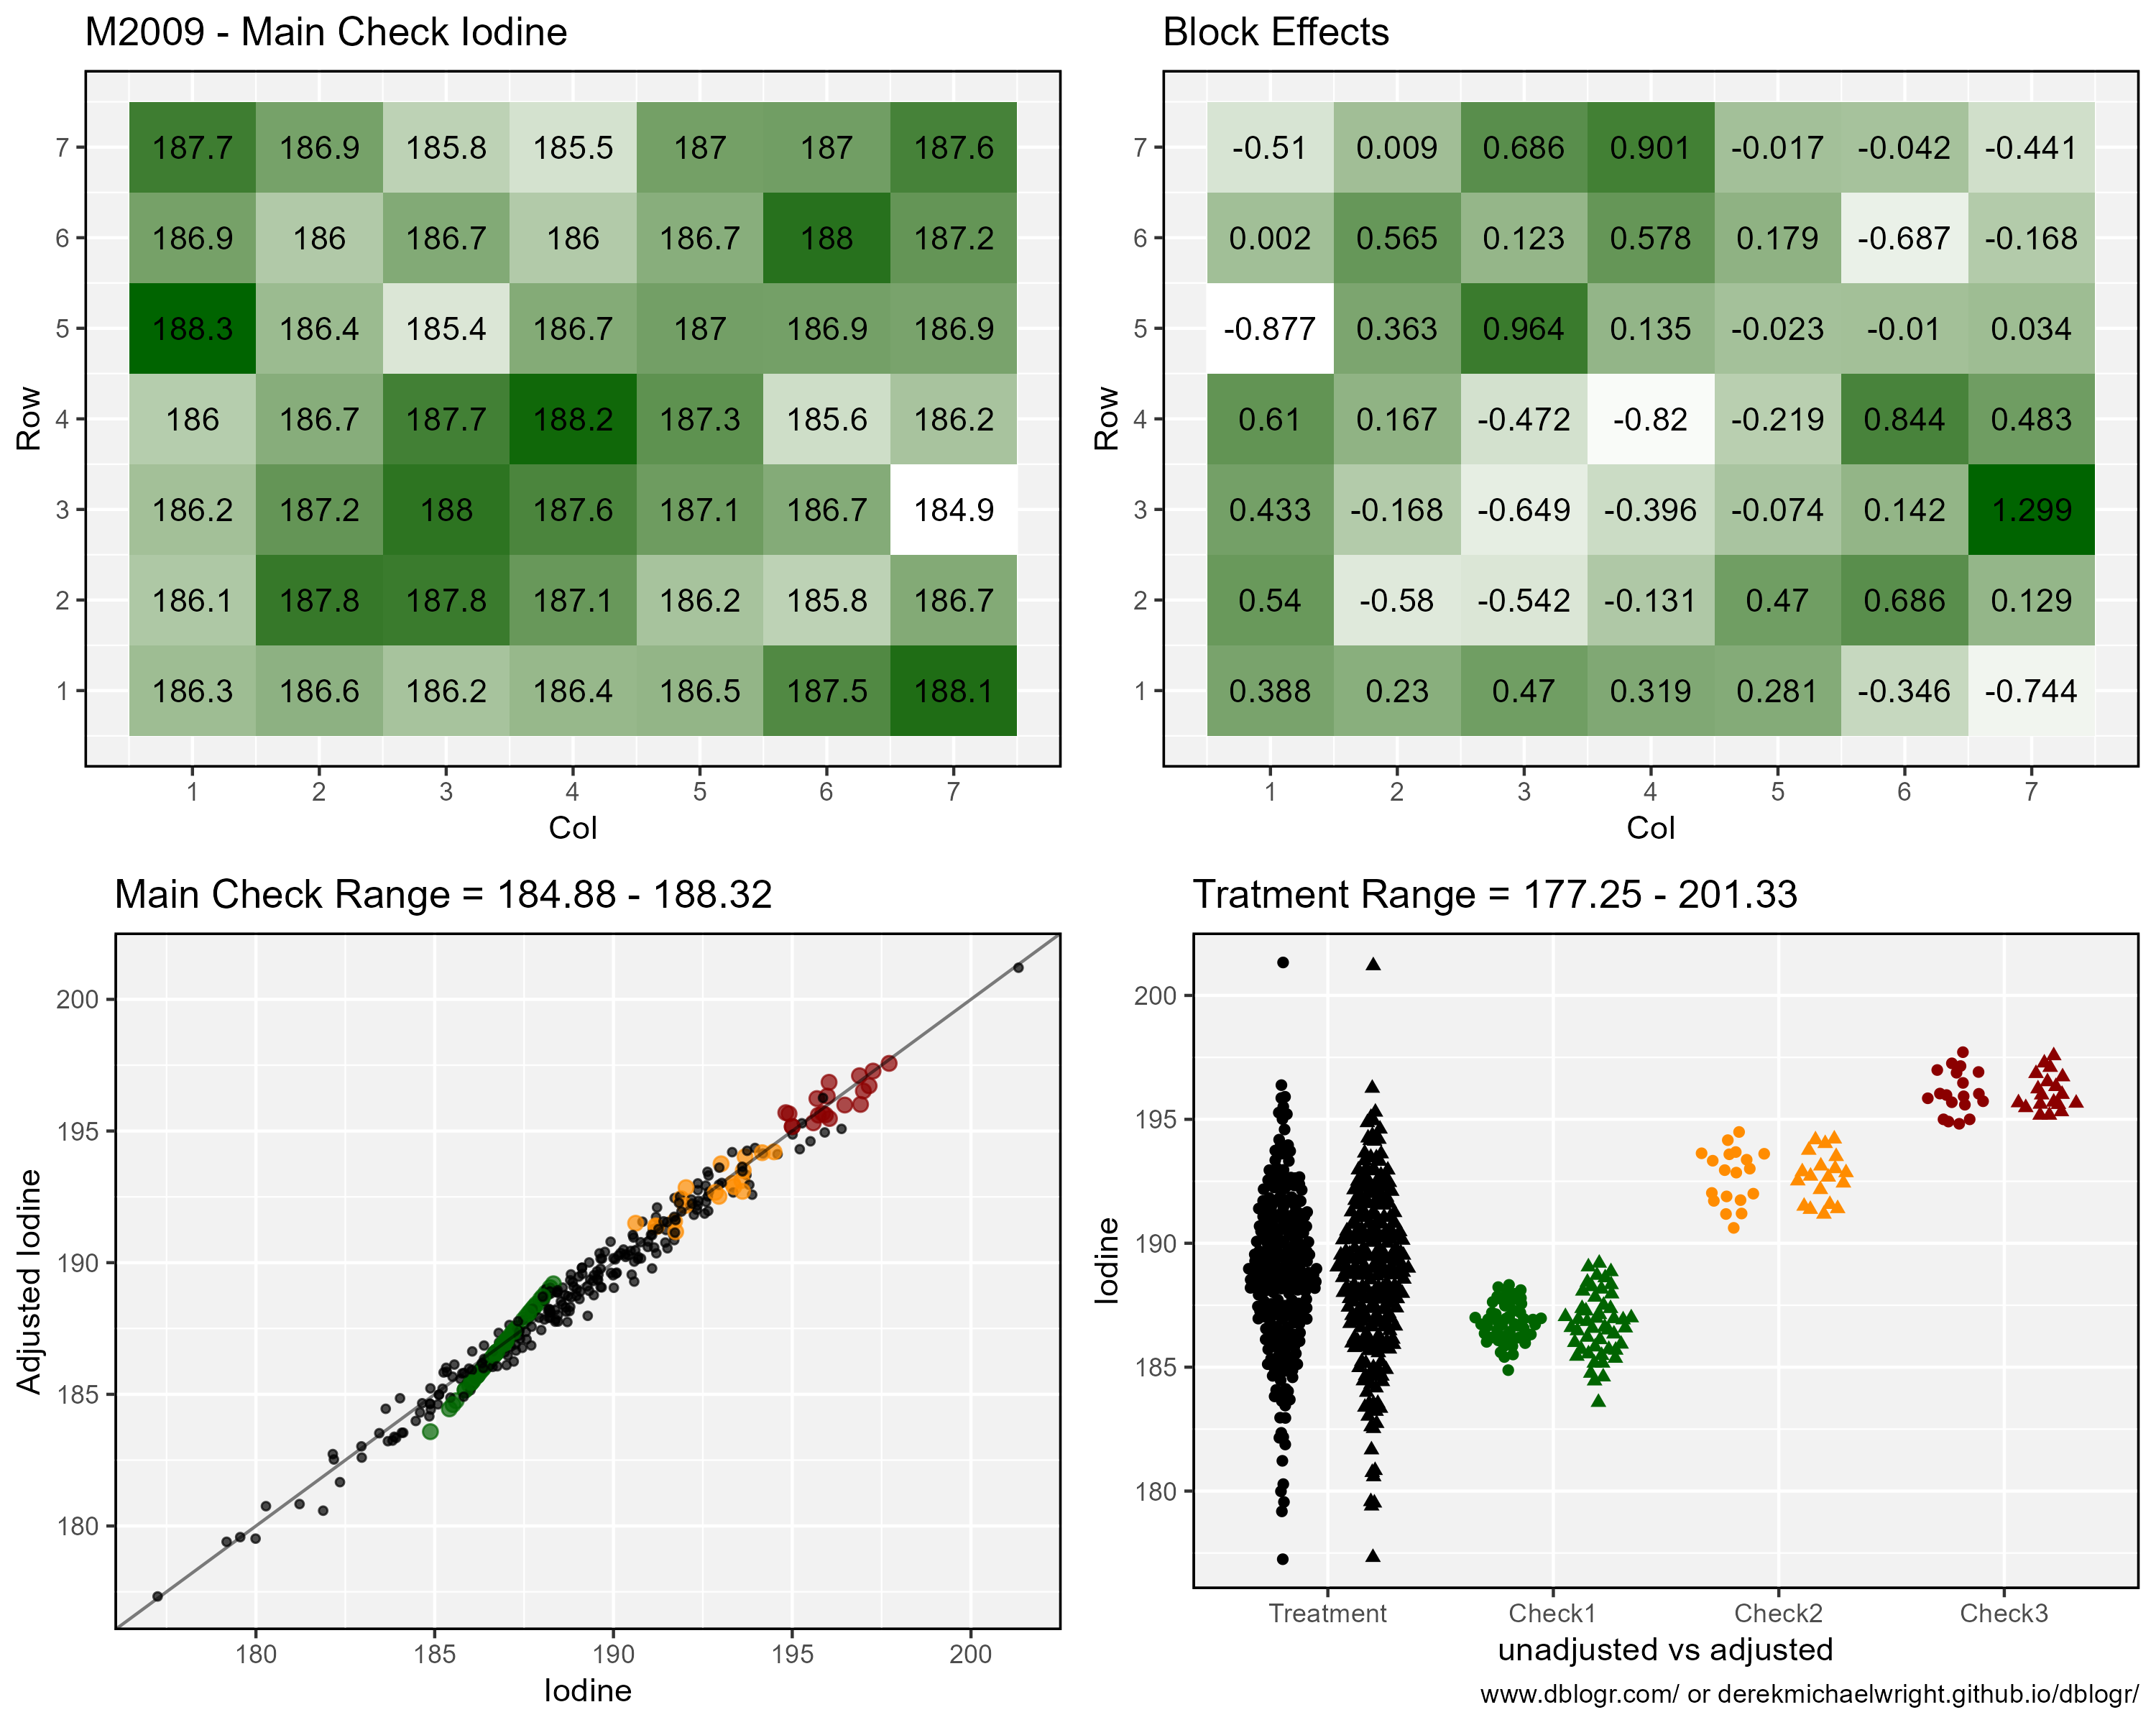 M2009 - Main Check Iodine
7 187.7 186.9 185.8 185.5 187 187 187.6
6 186.9 186 186.7 186 186.7 188 187.2
5 188.3 186.4 185.4 186.7 187 186.9 186.9
4 186 186.7 187.7 188.2 187.3 185.6 186.2
3 186.2 187.2 188 187.6 187.1 186.7 184.9
2 186.1 187.8 187.8 187.1 186.2 185.8 186.7
1 186.3 186.6 186.2 186.4 186.5 187.5 188.1
Row
1 2 3 4 5 6 7
Col
Block Effects
7 -0.51 0.009 0.686 0.901 -0.017 -0.042 -0.441
6 0.002 0.565 0.123 0.578 0.179 -0.687 -0.168
5 -0.877 0.363 0.964 0.135 -0.023 -0.01 0.034
4 0.61 0.167 -0.472 -0.82 -0.219 0.844 0.483
3 0.433 -0.168 -0.649 -0.396 -0.074 0.142 1.299
2 0.54 -0.58 -0.542 -0.131 0.47 0.686 0.129
1 0.388 0.23 0.47 0.319 0.281 -0.346 -0.744
Row
1 2 3 4 5 6 7
Col
Main Check Range = 184.88 - 188.32
200
195
190
185
180
Adjusted Iodine
180 185 190 195 200
Iodine
Tratment Range = 177.25 - 201.33
200
195
190
185
180
Iodine
Treatment Check1 Check2 Check3
unadjusted vs adjusted
www.dblogr.com/ or derekmichaelwright.github.io/dblogr/